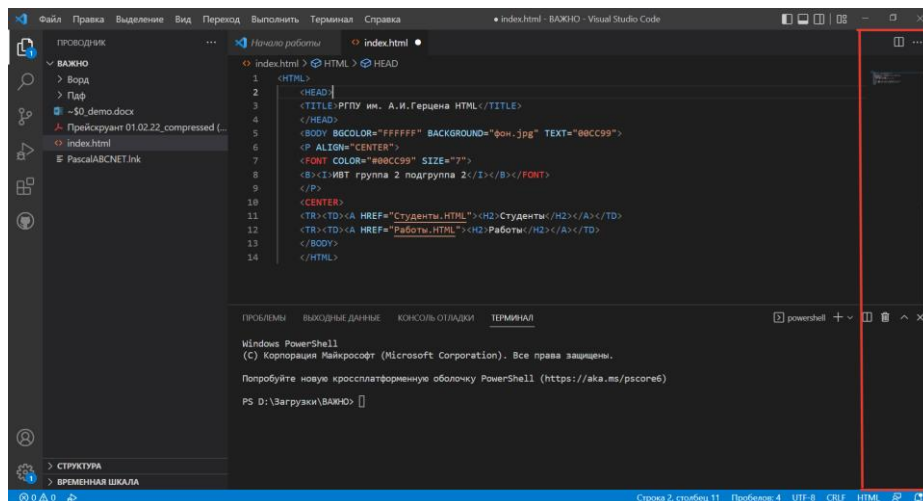 Файл Правка Выделение Вид Переход Выполнить Терминал Справка
● index.html - ВАЖНО - Visual Studio Code
ПРОВОДНИК
ВАЖНО
Ворд
Пдф
~$0_demo.docx
Прейскруант 01.02.22_compressed (...
index.html
PascalABCNET.lnk
СТРУКТУРА
ВРЕМЕННАЯ ШКАЛА
Начало работы index.html ●
index.html > HTML > HEAD
1 <HTML>
2 <HEAD>
3 <TITLE>РГПУ им. А.И.Герцена HTML</TITLE>
4 </HEAD>
5 <BODY BGCOLOR="FFFFFF" BACKGROUND="фон.jpg" TEXT="00CC99">
6 <P ALIGN="CENTER">
7 <FONT COLOR="#00CC99" SIZE="7">
8 <B><I>ИВТ группа 2 подгруппа 2</I></B></FONT>
9 </P>
10 <CENTER>
11 <TR><TD><A HREF="Студенты.HTML"><H2>Студенты</H2></A></TD>
12 <TR><TD><A HREF="Работы.HTML"><H2>Работы</H2></A></TD>
13 </BODY>
14 </HTML>
ПРОБЛЕМЫ ВЫХОДНЫЕ ДАННЫЕ КОНСОЛЬ ОТЛАДКИ ТЕРМИНАЛ
powershell
Windows PowerShell
(C) Корпорация Майкрософт (Microsoft Corporation). Все права защищены.
Попробуйте новую кроссплатформенную оболочку PowerShell (https://aka.ms/pscore6)
PS D:\Загрузки\ВАЖНО>
0 0
Строка 2, столбец 11 Пробелов: 4 UTF-8 CRLF HTML